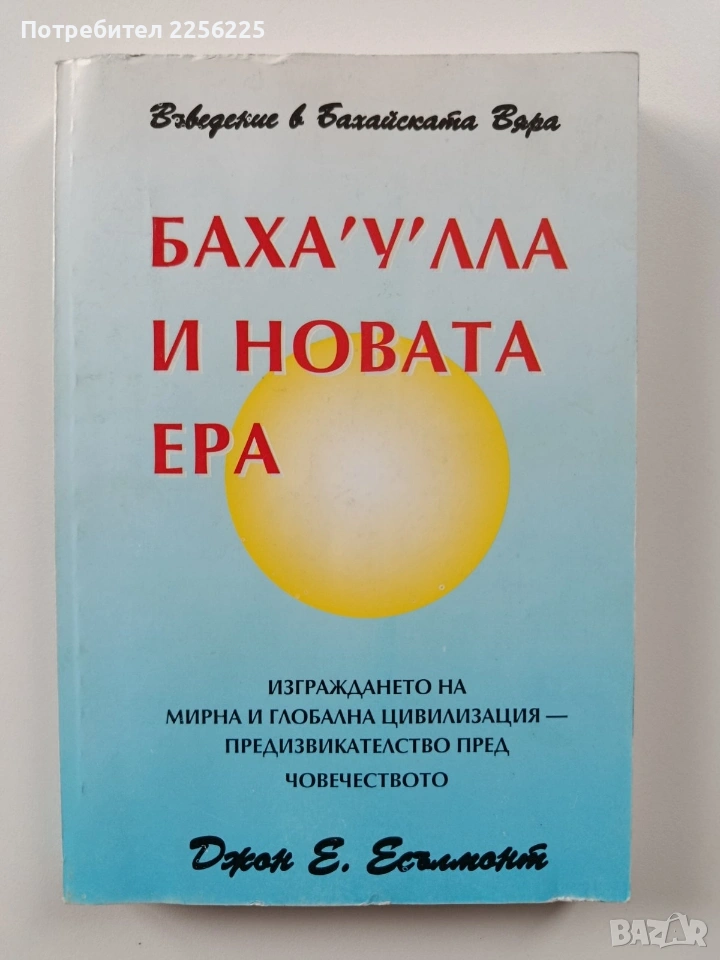 Потребител 2256225
Въведение в Бахайската Вяра
БАХА'У'ЛЛА
И НОВАТА
ЕРА
ИЗГРАЖДАНЕТО НА
МИРНА И ГЛОБАЛНА ЦИВИЛИЗАЦИЯ —
ПРЕДИЗВИКАТЕЛСТВО ПРЕД
ЧОВЕЧЕСТВОТО
Джон Е. Есълмонт
BAZAR